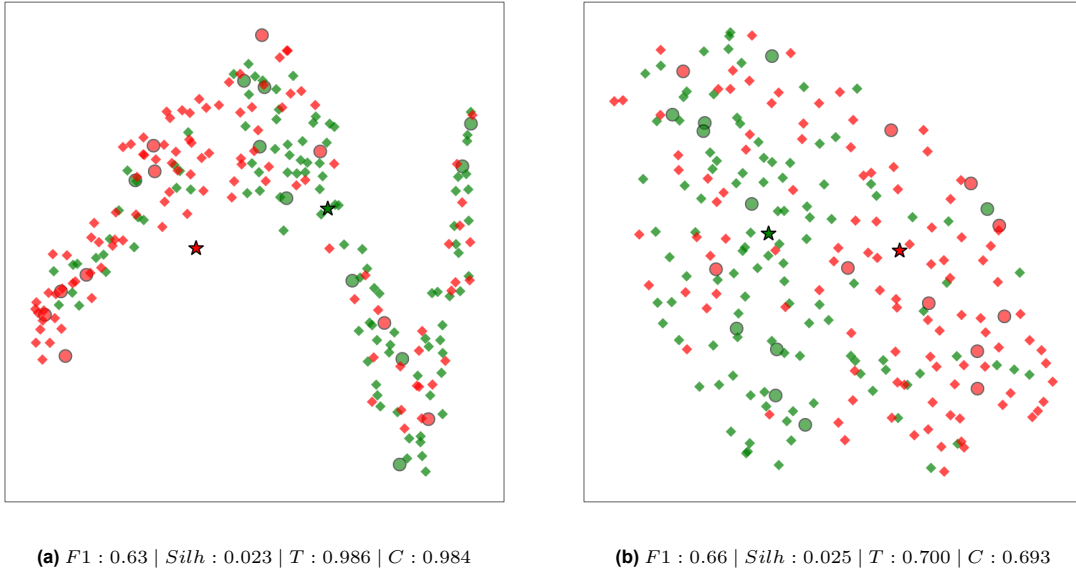 (a) F1 : 0.63 | Silh : 0.023 | T : 0.986 | C : 0.984
(b) F1 : 0.66 | Silh : 0.025 | T : 0.700 | C : 0.693